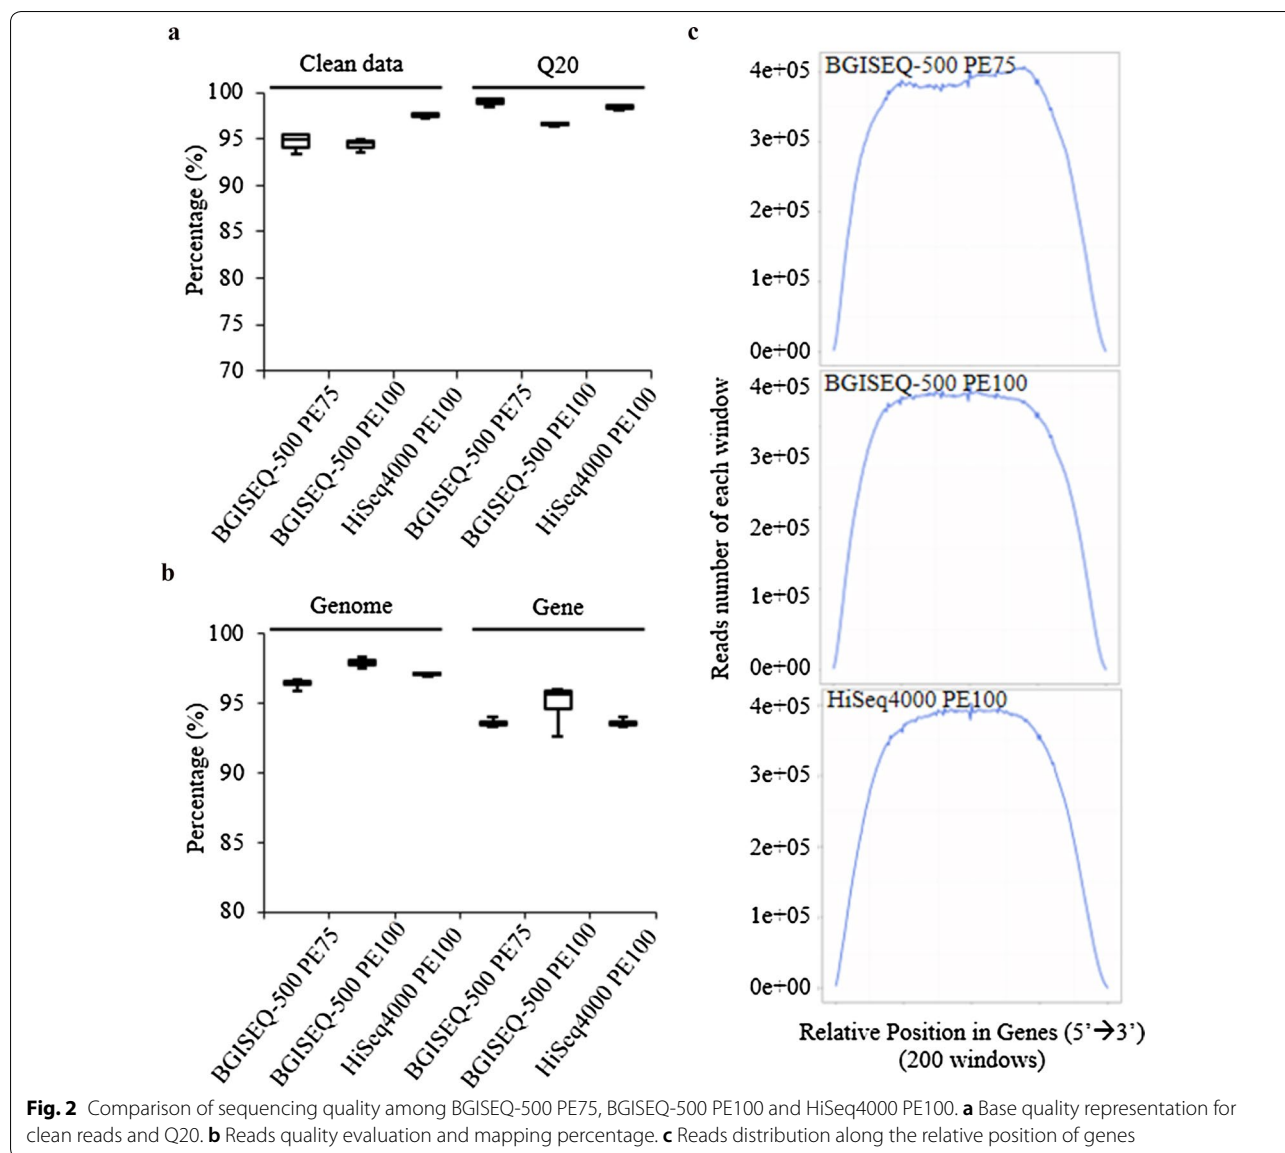 a
Clean data
Q20
100
95
90
85
80
75
70
Percentage (%)
BGISEQ-500 PE75
BGISEQ-500 PE100
HiSeq4000 PE100
BGISEQ-500 PE75
BGISEQ-500 PE100
HiSeq4000 PE100
b
Genome
Gene
100
95
90
85
80
Percentage (%)
BGISEQ-500 PE75
BGISEQ-500 PE100
HiSeq4000 PE100
BGISEQ-500 PE75
BGISEQ-500 PE100
HiSeq4000 PE100
c
BGISEQ-500 PE75
4e+05
3e+05
2e+05
1e+05
0e+00
BGISEQ-500 PE100
4e+05
3e+05
2e+05
1e+05
0e+00
HiSeq4000 PE100
4e+05
3e+05
2e+05
1e+05
0e+00
Reads number of each window
Relative Position in Genes (5’→3’)
(200 windows)
Fig. 2 Comparison of sequencing quality among BGISEQ-500 PE75, BGISEQ-500 PE100 and HiSeq4000 PE100. a Base quality representation for
clean reads and Q20. b Reads quality evaluation and mapping percentage. c Reads distribution along the relative position of genes